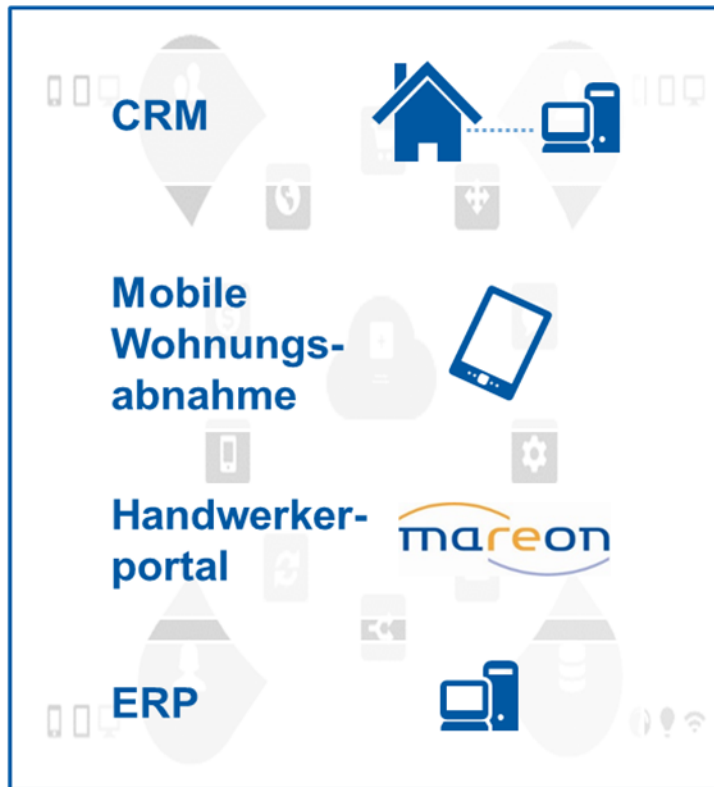 CRM
Mobile
Wohnungs-
abnahme
Handwerker-
portal
mareon
ERP